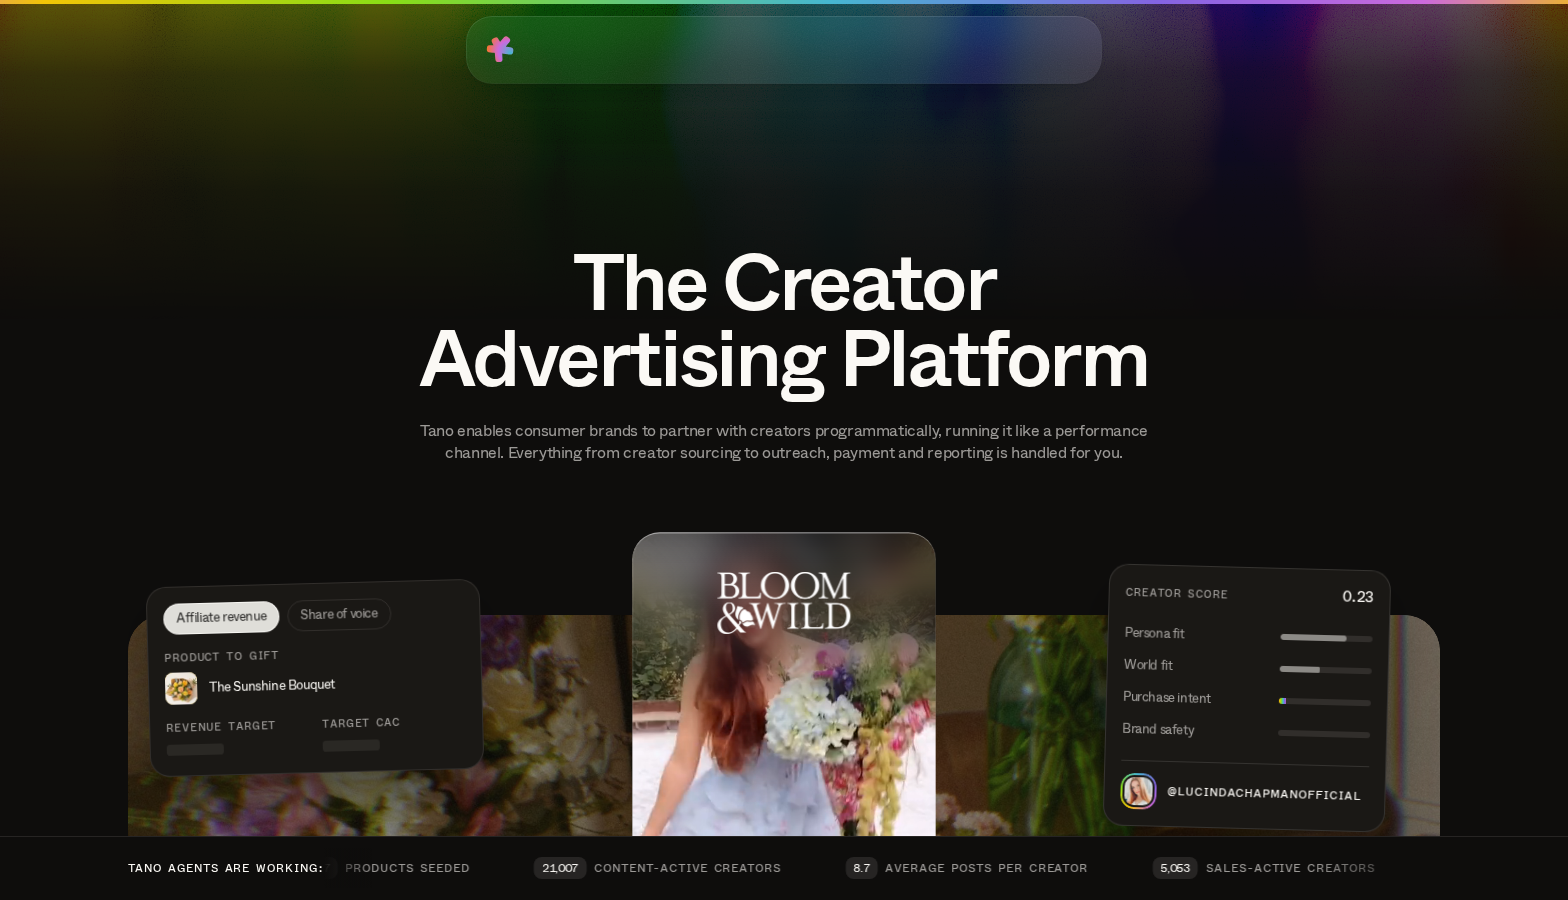 The Creator
Advertising Platform
Tano enables consumer brands to partner with creators programmatically, running it like a performance
channel. Everything from creator sourcing to outreach, payment and reporting is handled for you.
Affiliate revenue
Share of voice
PRODUCT TO GIFT
The Sunshine Bouquet
REVENUE TARGET
TARGET CAC
BLOOM
&WILD
CREATOR SCORE
0.23
Persona fit
World fit
Purchase intent
Brand safety
@LUCINDACHAPMANOFFICIAL
TANO AGENTS ARE WORKING:
PRODUCTS SEEDED
21,007 CONTENT-ACTIVE CREATORS
8.7 AVERAGE POSTS PER CREATOR
5,053 SALES-ACTIVE CREATORS